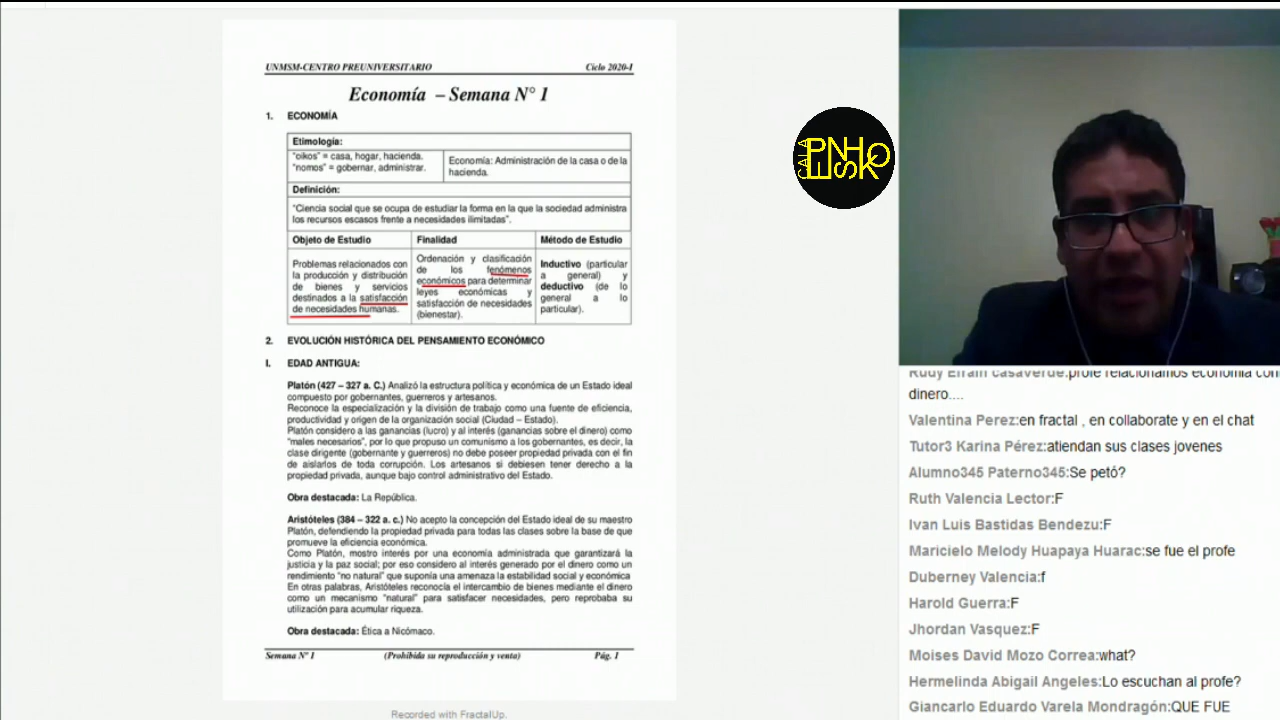 UNMSM-CENTRO PREUNIVERSITARIO Ciclo 2020-I
Economía – Semana N° 1
1. ECONOMÍA
Etimología:
"oikos" = casa, hogar, hacienda.
"nomos" = gobernar, administrar.
Economía: Administración de la casa o de la
hacienda.
Definición:
"Ciencia social que se ocupa de estudiar la forma en la que la sociedad administra
los recursos escasos frente a necesidades ilimitadas".
Objeto de Estudio
Problemas relacionados con
la producción y distribución
de bienes y servicios
destinados a la satisfacción
de necesidades humanas.
Finalidad
Ordenación y clasificación
de los fenómenos
económicos para determinar
leyes económicas y
satisfacción de necesidades
(bienestar).
Método de Estudio
Inductivo (particular
a general) y
deductivo (de lo
general a lo
particular).
2. EVOLUCIÓN HISTÓRICA DEL PENSAMIENTO ECONÓMICO
I. EDAD ANTIGUA:
Platón (427 – 327 a. C.) Analizó la estructura política y económica de un Estado ideal
compuesto por gobernantes, guerreros y artesanos.
Reconoce la especialización y la división de trabajo como una fuente de eficiencia,
productividad y origen de la organización social (Ciudad – Estado).
Platón considero a las ganancias (lucro) y al interés (ganancias sobre el dinero) como
"males necesarios", por lo que propuso un comunismo a los gobernantes, es decir, la
clase dirigente (gobernante y guerreros) no debe poseer propiedad privada con el fin
de aislarlos de toda corrupción. Los artesanos si debiesen tener derecho a la
propiedad privada, aunque bajo control administrativo del Estado.
Obra destacada: La República.
Aristóteles (384 – 322 a. c.) No acepto la concepción del Estado ideal de su maestro
Platón, defendiendo la propiedad privada para todas las clases sobre la base de que
promueve la eficiencia económica.
Como Platón, mostro interés por una economía administrada que garantizará la
justicia y la paz social; por eso considero al interés generado por el dinero como un
rendimiento "no natural" que suponía una amenaza la estabilidad social y económica
En otras palabras, Aristóteles reconocía el intercambio de bienes mediante el dinero
como un mecanismo "natural" para satisfacer necesidades, pero reprobaba su
utilización para acumular riqueza.
Obra destacada: Ética a Nicómaco.
Semana Nº 1 (Prohibida su reproducción y venta) Pág. 1
Recorded with FractalUp.
Rudy Efrain casaverde:profe relacionamos economia con
dinero....
Valentina Perez:en fractal , en collaborate y en el chat
Tutor3 Karina Pérez:atiendan sus clases jovenes
Alumno345 Paterno345:Se petó?
Ruth Valencia Lector:F
Ivan Luis Bastidas Bendezu:F
Maricielo Melody Huapaya Huarac:se fue el profe
Duberney Valencia:f
Harold Guerra:F
Jhordan Vasquez:F
Moises David Mozo Correa:what?
Hermelinda Abigail Angeles:Lo escuchan al profe?
Giancarlo Eduardo Varela Mondragón:QUE FUE